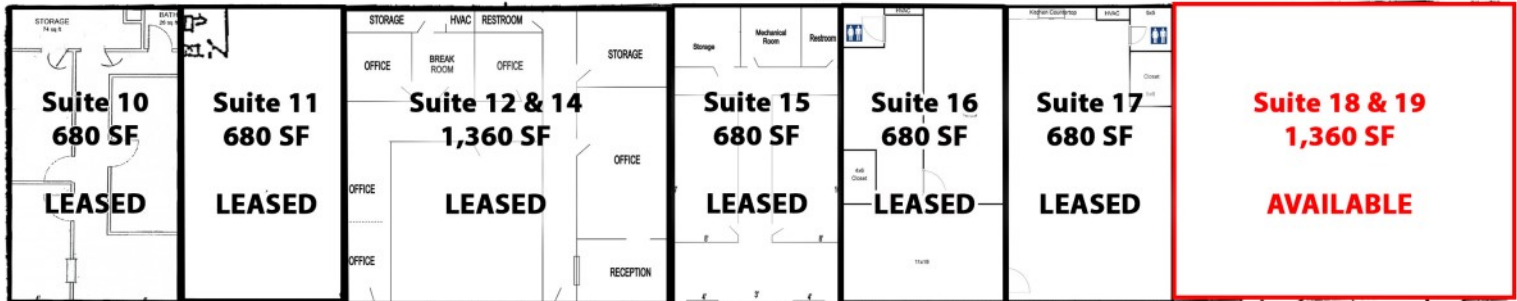 STORAGE
74 sq ft
BATH
Suite 10
680 SF
LEASED
Suite 11
680 SF
LEASED
STORAGE
HVAC
RESTROOM
OFFICE
BREAK
ROOM
OFFICE
STORAGE
Suite 12 & 14
1,360 SF
LEASED
OFFICE
OFFICE
OFFICE
RECEPTION
Storage
Mechanical
Room
Restroom
Suite 15
680 SF
LEASED
HVAC
Suite 16
680 SF
LEASED
Closet
11x18
Kitchen Countertop
HVAC
Closet
Suite 17
680 SF
LEASED
Suite 18 & 19
1,360 SF
AVAILABLE